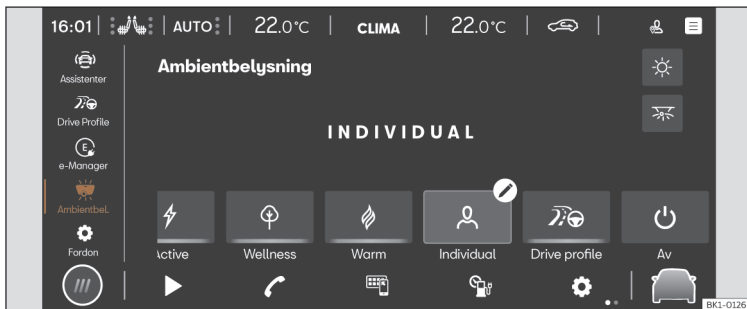 16:01 AUTO 22.0°C CLIMA 22.0°C
Ambientbelysning
Assistenter
Drive Profile
INDIVIDUAL
E
e-Manager
Ambientbel.
Active Wellness Warm Individual Drive profile Av
Fordon
BK1-0126